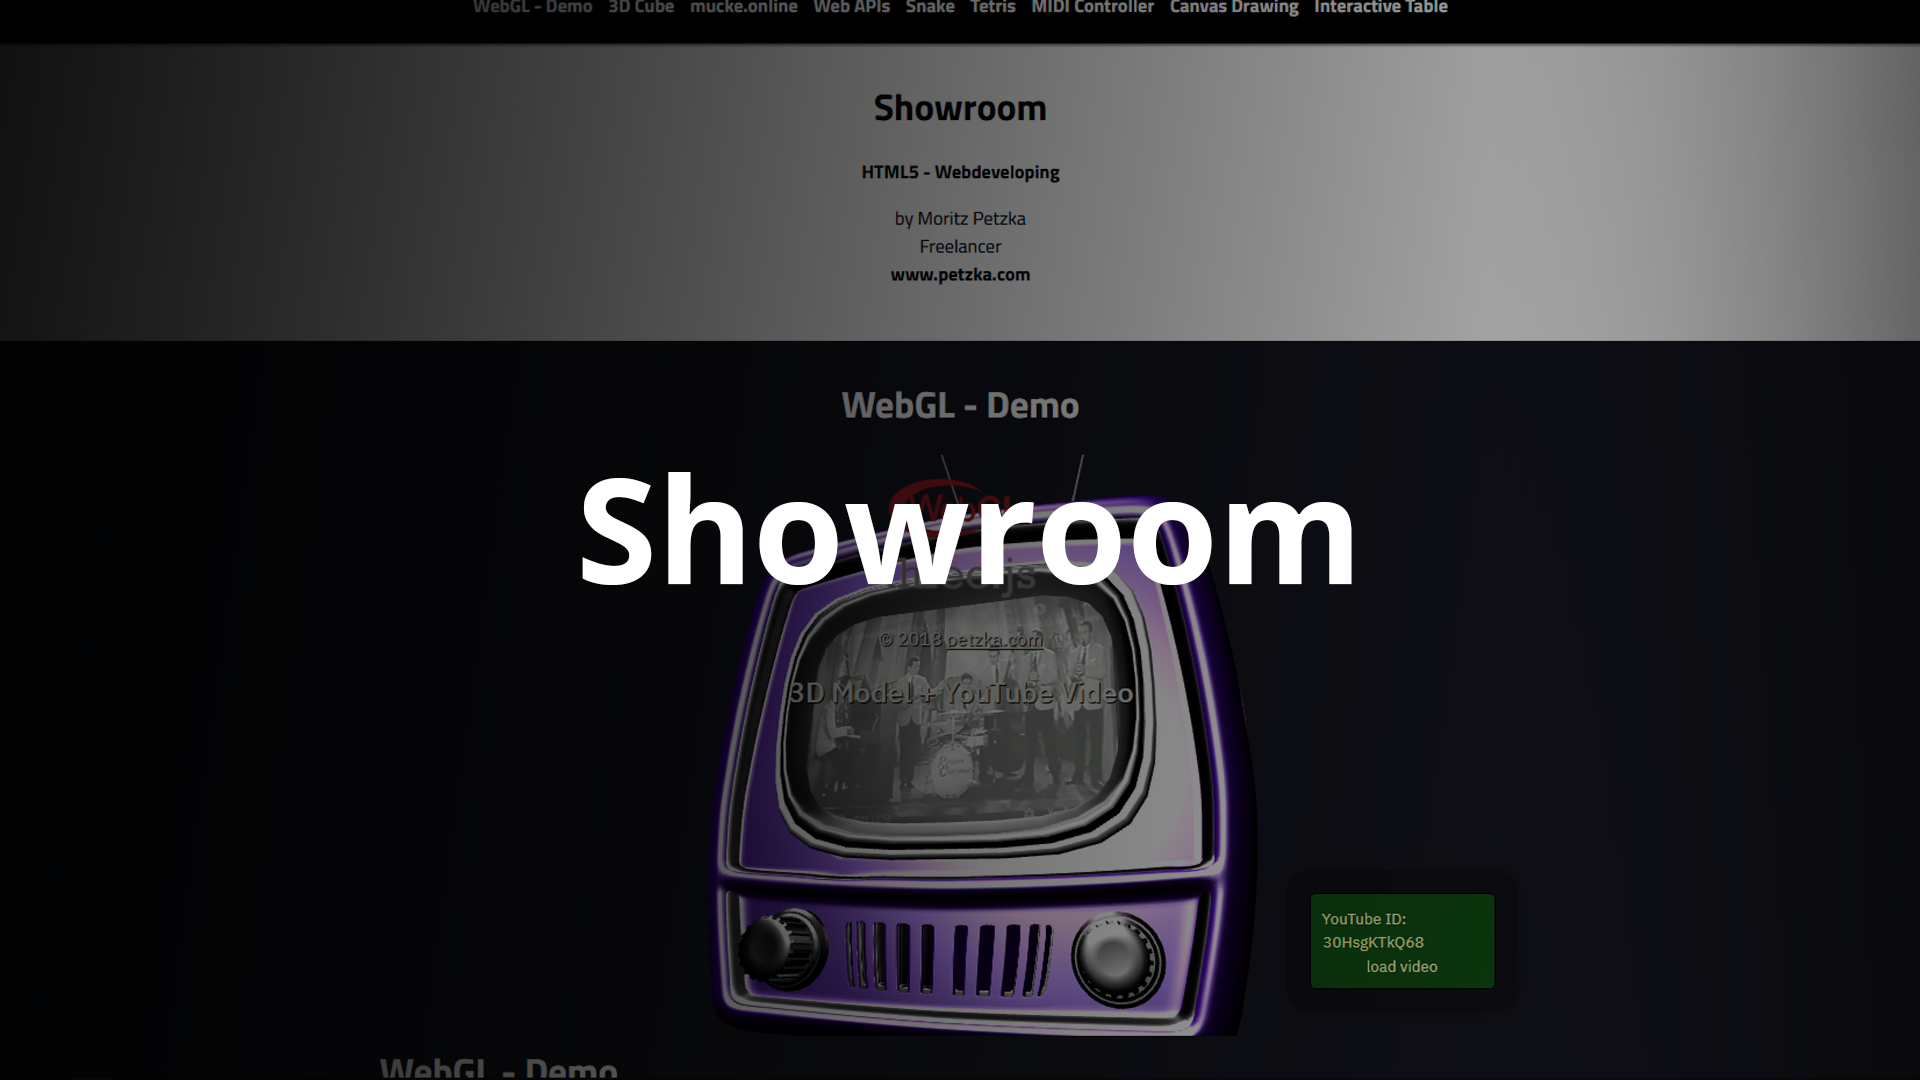 WebGL - Demo 3D Cube mucke.online Web APIs Snake Tetris MIDI Controller Canvas Drawing Interactive Table
Showroom
HTML5 - Webdeveloping
by Moritz Petzka
Freelancer
www.petzka.com
WebGL - Demo
Showroom
© 2018 petzka.com
3D Model + YouTube Video
YouTube ID:
30HsgKTkQ68
load video
WebGL - Demo